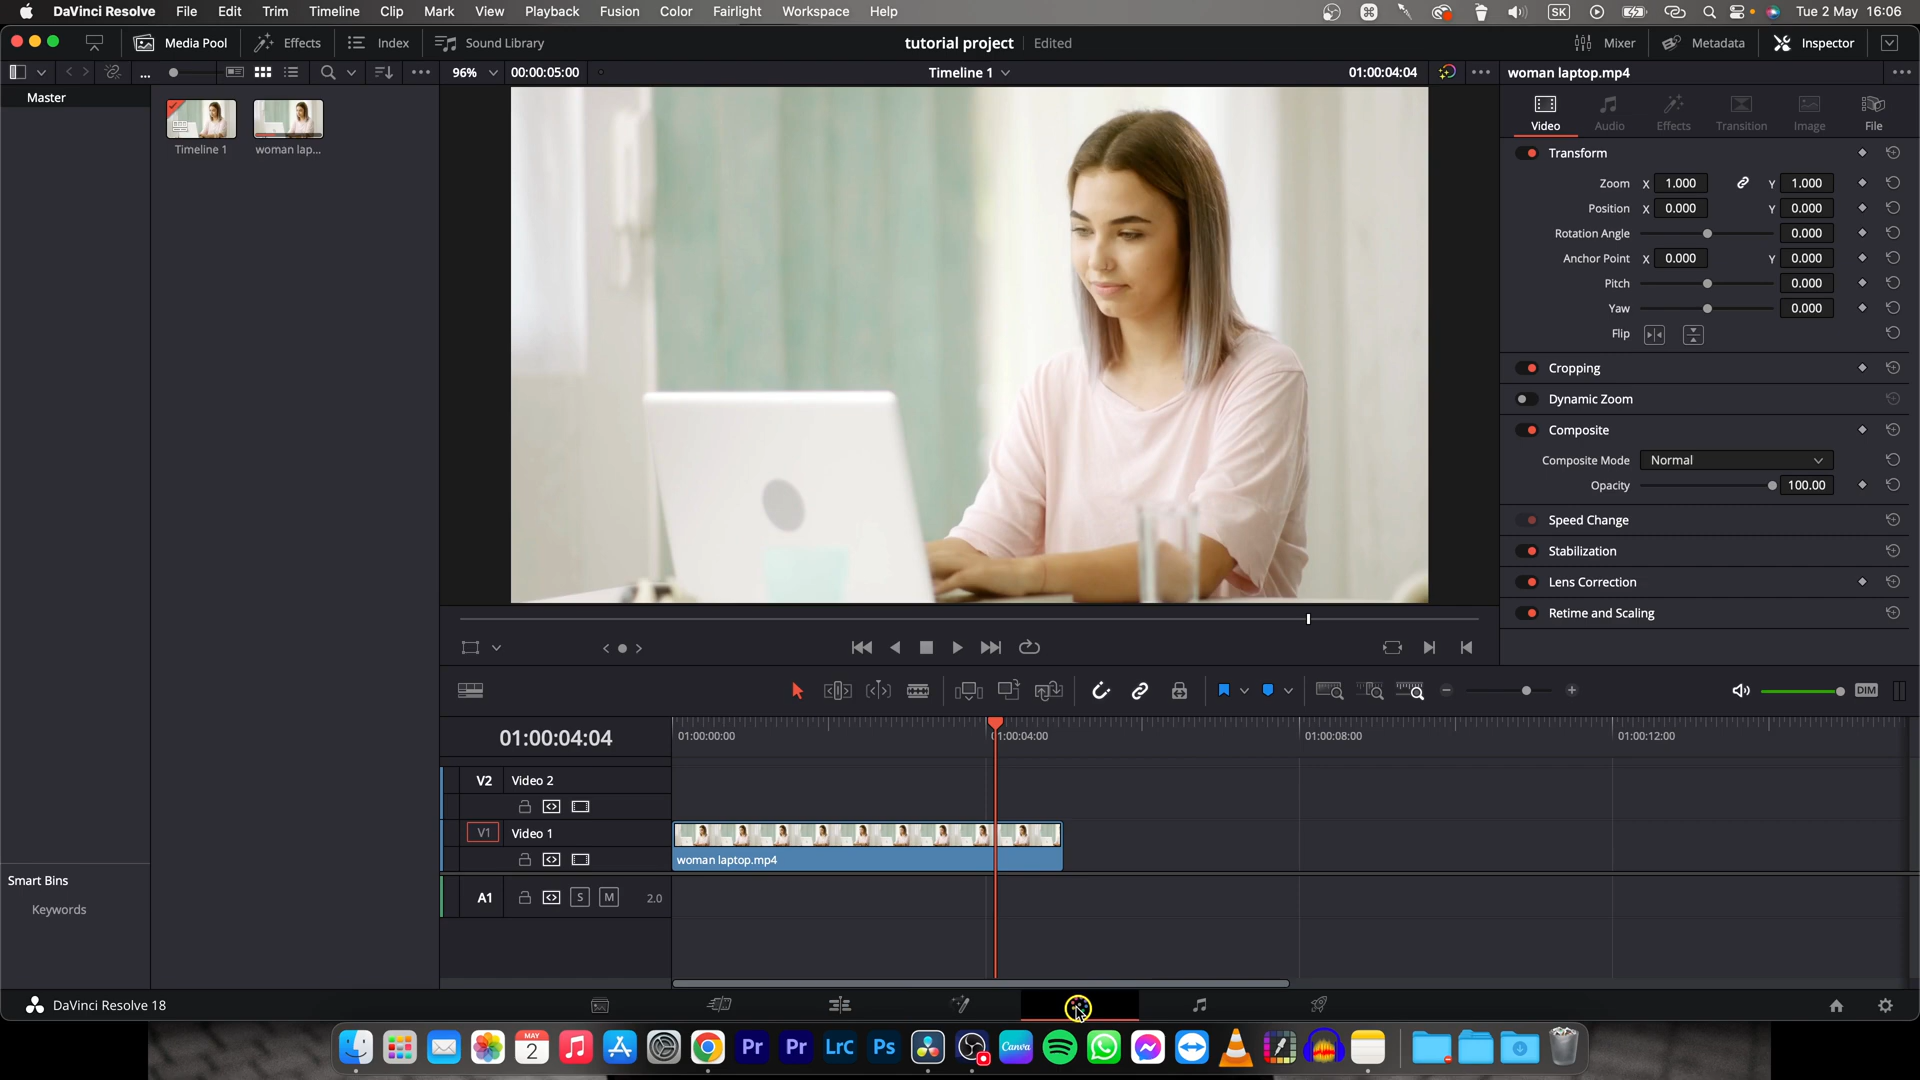 DaVinci Resolve File Edit Trim Timeline Clip Mark View Playback Fusion Color Fairlight Workspace Help SK Tue 2 May 16:06
Media Pool Effects Index Sound Library tutorial project Edited Mixer Metadata Inspector
... 96% 00:00:05:00 Timeline 1 01:00:04:04 woman laptop.mp4
Master
Timeline 1 woman lap...
Video Audio Effects Transition Image File
Transform
Zoom X 1.000 Y 1.000
Position X 0.000 Y 0.000
Rotation Angle 0.000
Anchor Point X 0.000 Y 0.000
Pitch 0.000
Yaw 0.000
Flip
Cropping
Dynamic Zoom
Composite
Composite Mode Normal
Opacity 100.00
Speed Change
Stabilization
Lens Correction
Retime and Scaling
DIM
01:00:04:04 01:00:00:00 01:00:04:00 01:00:08:00 01:00:12:00
V2 Video 2
V1 Video 1
woman laptop.mp4
A1 S M 2.0
Smart Bins
Keywords
DaVinci Resolve 18
MAY 2 Pr Pr LrC Ps Canva